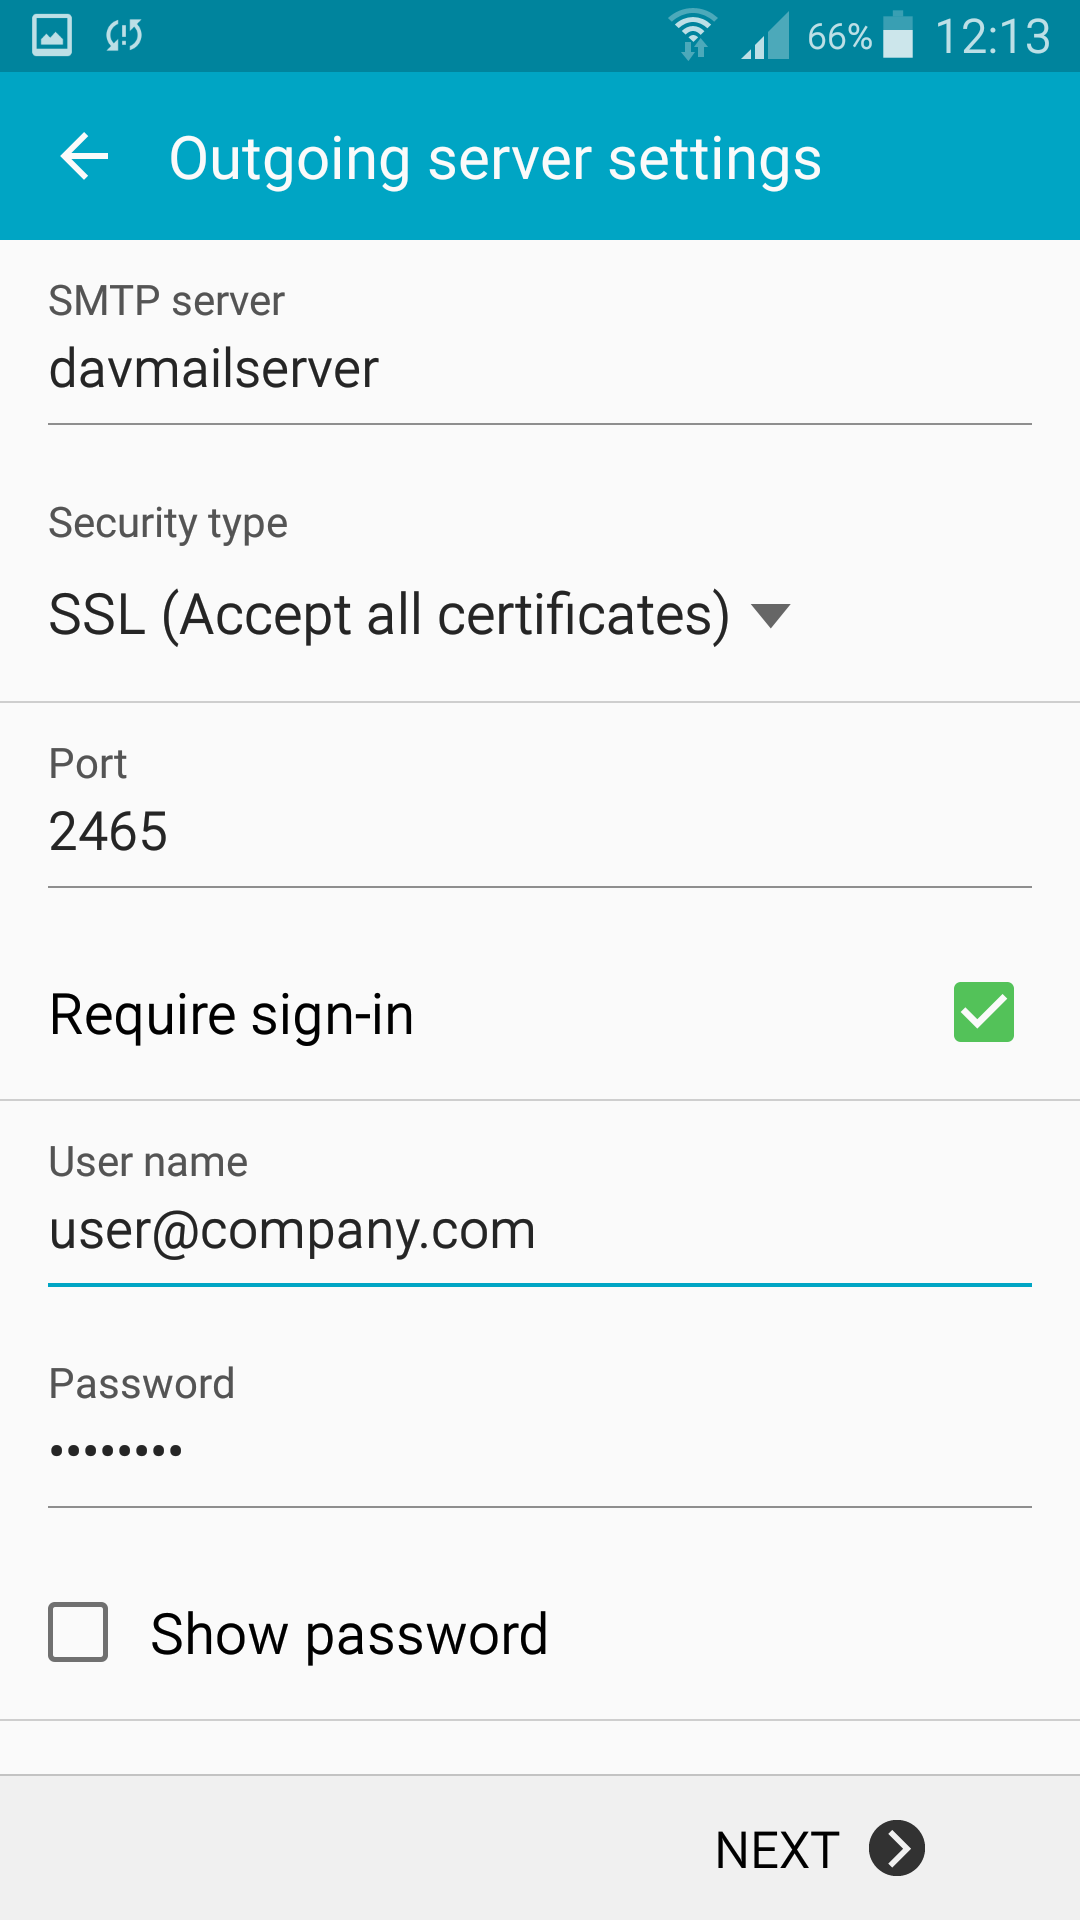 66% 12:13
Outgoing server settings
SMTP server
davmailserver
Security type
SSL (Accept all certificates)
Port
2465
Require sign-in
User name
user@company.com
Password
••••••••
Show password
NEXT